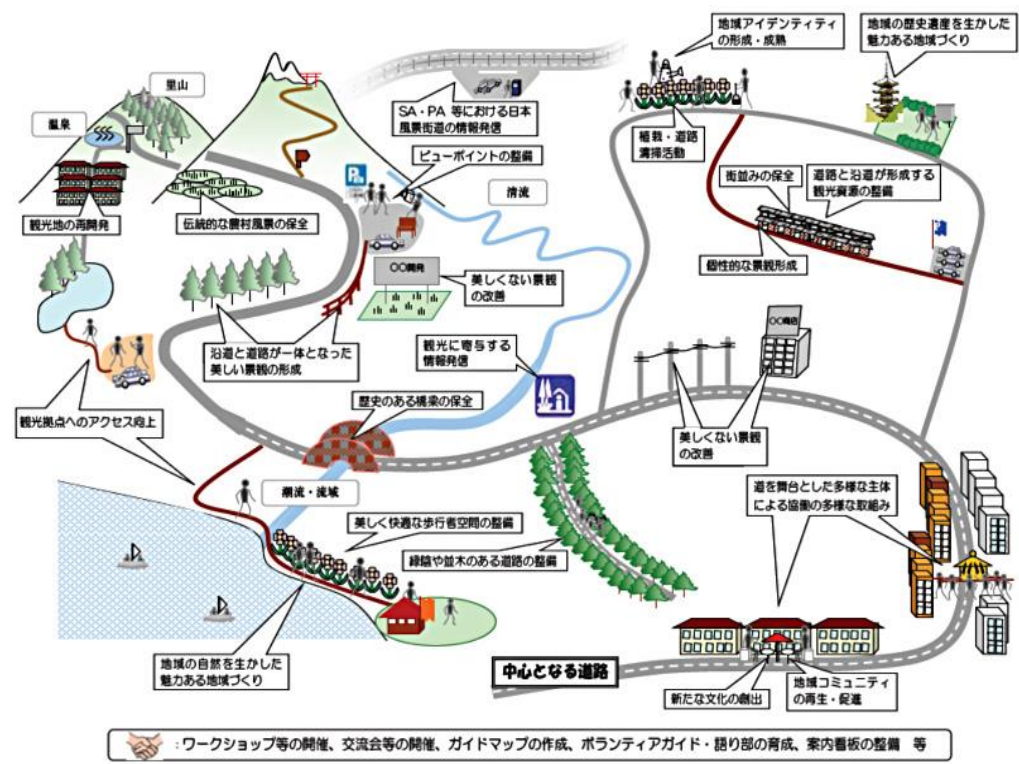 地域アイデンティティ
の形成・成熟
地域の歴史遺産を生かした
魅力ある地域づくり
里山
温泉
SA・PA 等における日本
風景街道の情報発信
植栽・道路
清掃活動
ビューポイントの整備
清流
街並みの保全
道路と沿道が形成する
観光資源の整備
観光地の再開発
伝統的な農村風景の保全
個性的な景観形成
〇〇開発
美しくない景観
の改善
〇〇商店
沿道と道路が一体となった
美しい景観の形成
観光に寄与する
情報発信
歴史のある橋梁の保全
観光拠点へのアクセス向上
美しくない景観
の改善
潮流・流域
道を舞台とした多様な主体
による協働の多様な取組み
美しく快適な歩行者空間の整備
緑陰や並木のある道路の整備
地域の自然を生かした
魅力ある地域づくり
中心となる道路
新たな文化の創出
地域コミュニティ
の再生・促進
：ワークショップ等の開催、交流会等の開催、ガイドマップの作成、ボランティアガイド・語り部の育成、案内看板の整備 等